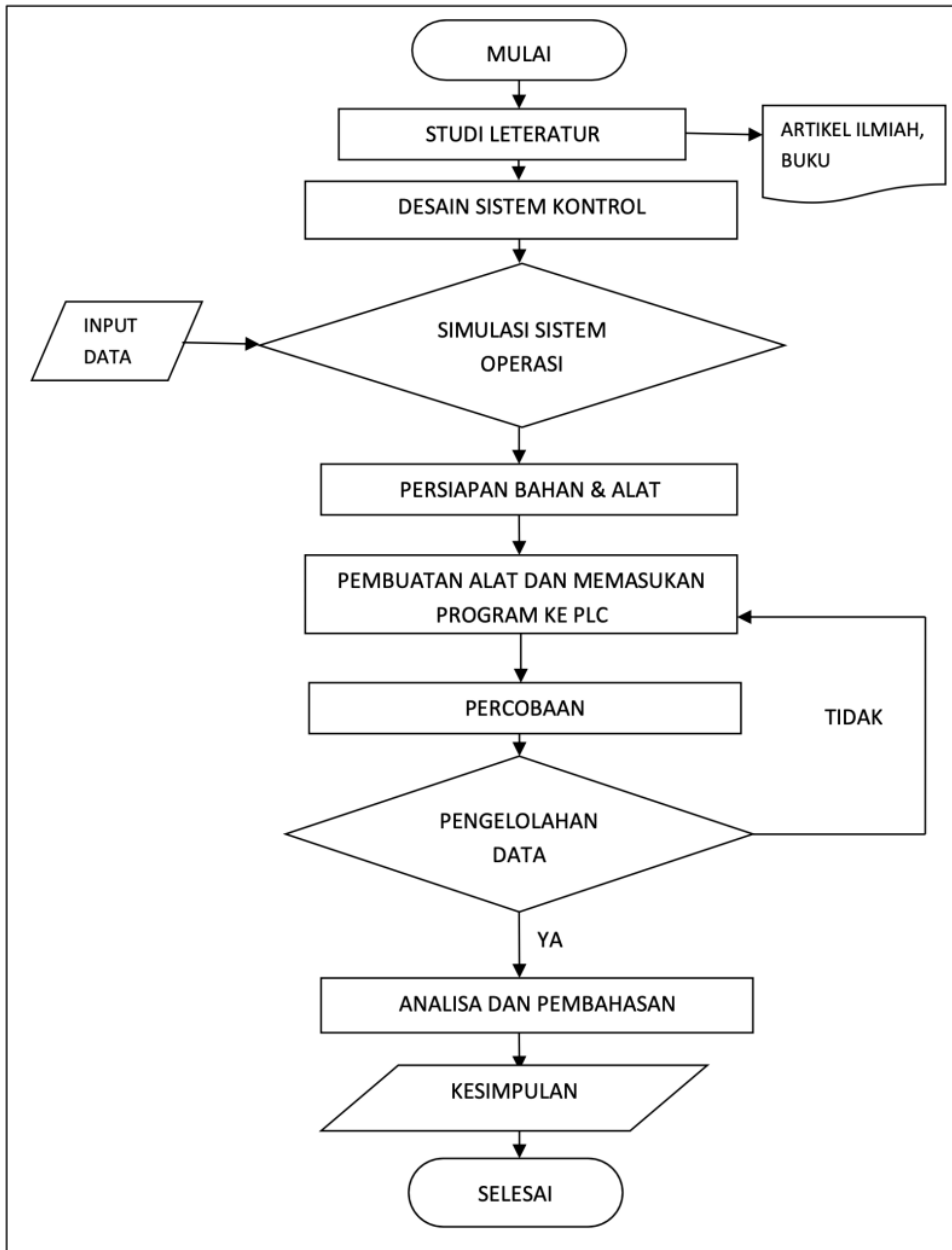 MULAI
STUDI LETERATUR
ARTIKEL ILMIAH,
BUKU
DESAIN SISTEM KONTROL
INPUT
DATA
SIMULASI SISTEM
OPERASI
PERSIAPAN BAHAN & ALAT
PEMBUATAN ALAT DAN MEMASUKAN
PROGRAM KE PLC
PERCOBAAN
TIDAK
PENGELOLAHAN
DATA
YA
ANALISA DAN PEMBAHASAN
KESIMPULAN
SELESAI